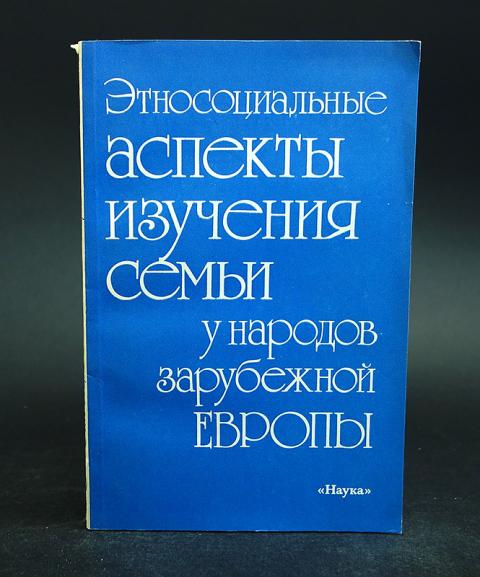 Этносоциальные
аспекты
изучения
семьи
у народов
зарубежной
ЕВРОПЫ
«Наука»